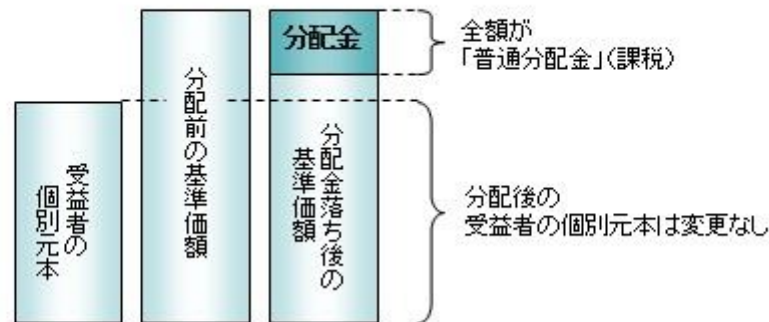 受益者の
個別元本
分配前の基準価額
分配金
分配金落ち後の
基準価額
全額が
「普通分配金」(課税)
分配後の
受益者の個別元本は変更なし